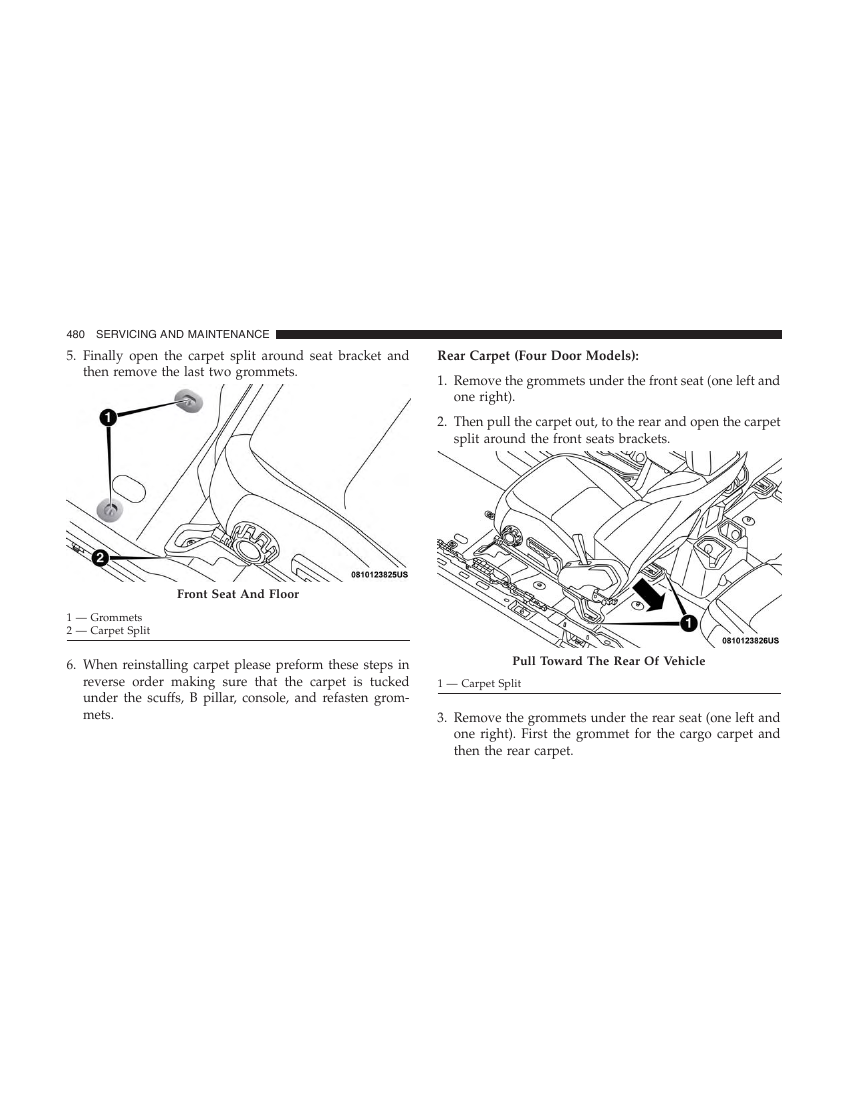 480 SERVICING AND MAINTENANCE
5. Finally open the carpet split around seat bracket and
then remove the last two grommets.
1
2
0810123825US
Front Seat And Floor
1 — Grommets
2 — Carpet Split
6. When reinstalling carpet please preform these steps in
reverse order making sure that the carpet is tucked
under the scuffs, B pillar, console, and refasten grom-
mets.
Rear Carpet (Four Door Models):
1. Remove the grommets under the front seat (one left and
one right).
2. Then pull the carpet out, to the rear and open the carpet
split around the front seats brackets.
1
0810123826US
Pull Toward The Rear Of Vehicle
1 — Carpet Split
3. Remove the grommets under the rear seat (one left and
one right). First the grommet for the cargo carpet and
then the rear carpet.